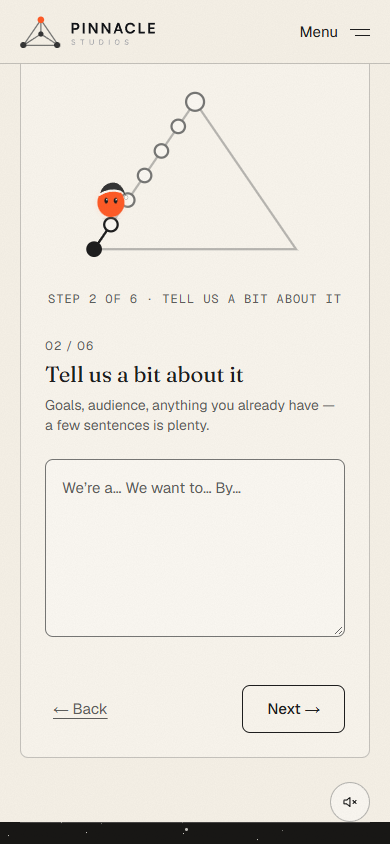 PINNACLE
STUDIOS
Menu
STEP 2 OF 6 · TELL US A BIT ABOUT IT
02 / 06
Tell us a bit about it
Goals, audience, anything you already have —
a few sentences is plenty.
We're a… We want to… By…
← Back
Next →